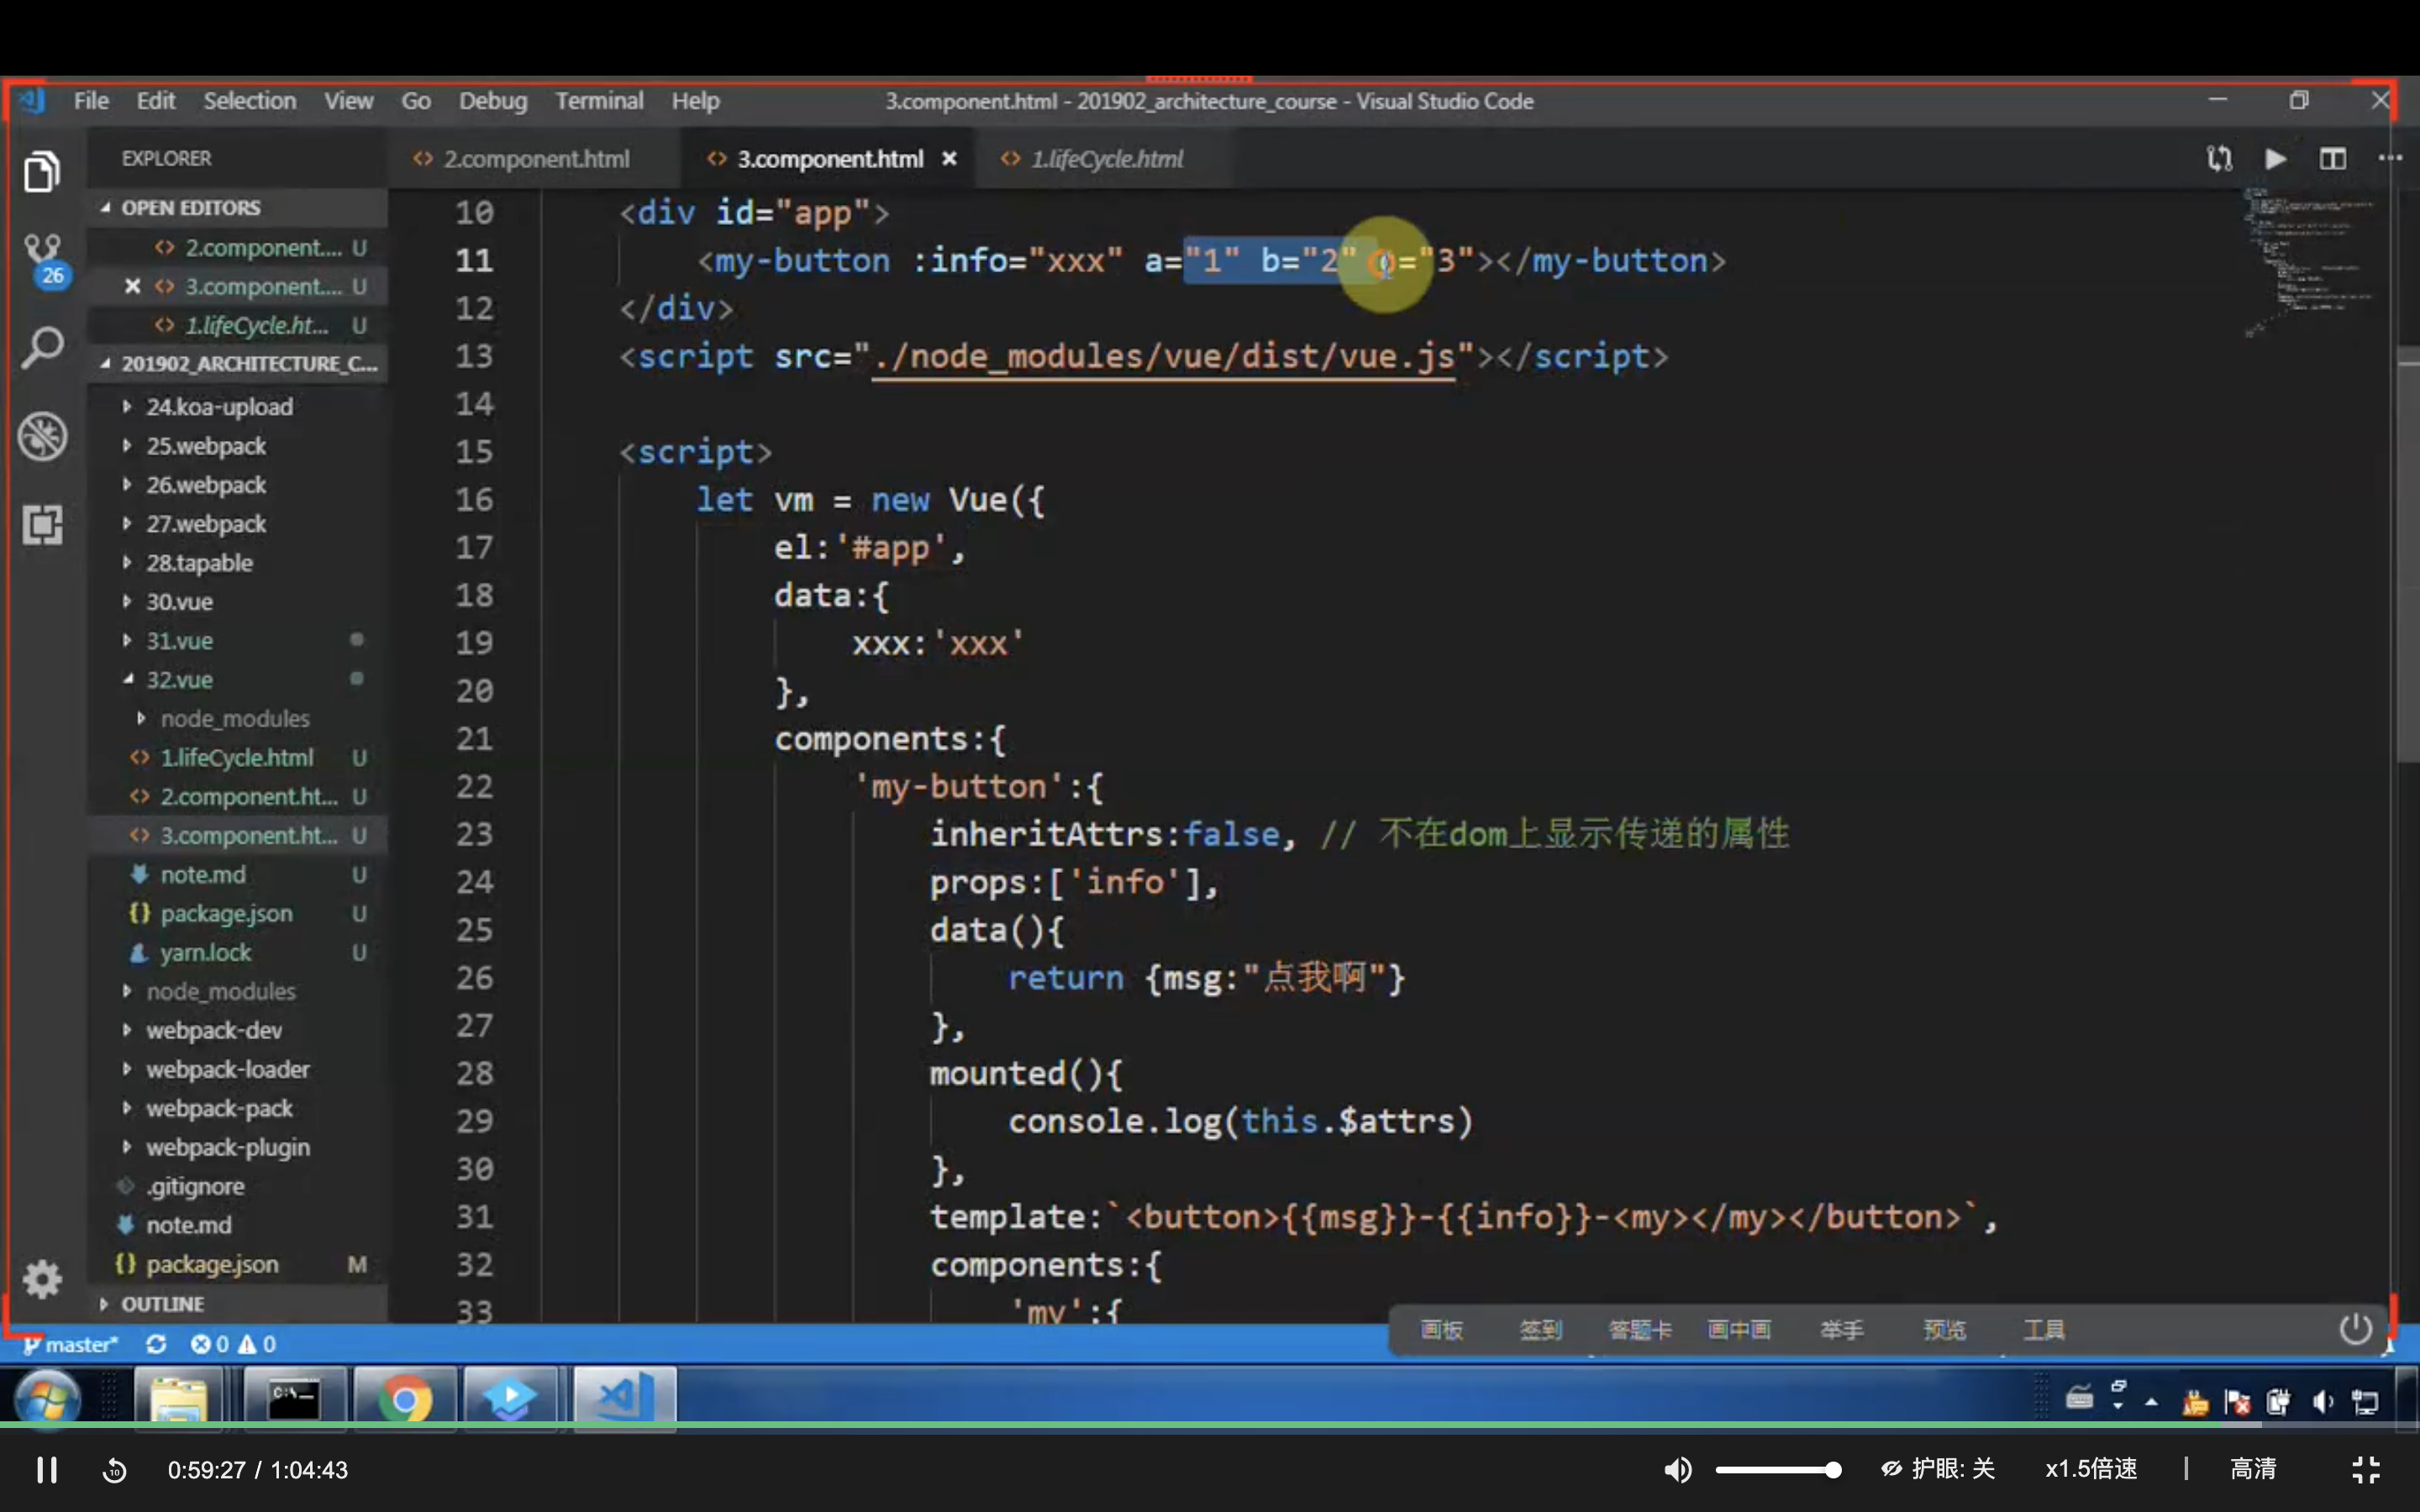 File Edit Selection View Go Debug Terminal Help 3.component.html - 201902_architecture_course - Visual Studio Code
EXPLORER
2.component.html 3.component.html 1.lifeCycle.html
OPEN EDITORS
2.component.... U
3.component.... U
1.lifeCycle.ht... U
26
201902_ARCHITECTURE_C...
24.koa-upload
25.webpack
26.webpack
27.webpack
28.tapable
30.vue
31.vue
32.vue
node_modules
1.lifeCycle.html U
2.component.ht... U
3.component.ht... U
note.md U
package.json U
yarn.lock U
node_modules
webpack-dev
webpack-loader
webpack-pack
webpack-plugin
.gitignore
note.md
package.json M
OUTLINE
10 <div id="app">
11 <my-button :info="xxx" a="1" b="2" ="3"></my-button>
12 </div>
13 <script src="./node_modules/vue/dist/vue.js"></script>
14
15 <script>
16 let vm = new Vue({
17 el:'#app',
18 data:{
19 xxx:'xxx'
20 },
21 components:{
22 'my-button':{
23 inheritAttrs:false, // 不在dom上显示传递的属性
24 props:['info'],
25 data(){
26 return {msg:"点我啊"}
27 },
28 mounted(){
29 console.log(this.$attrs)
30 },
31 template:`<button>{{msg}}-{{info}}-<my></my></button>`,
32 components:{
33 'my':{
画板 签到 答题卡 画中画 举手 预览 工具
master* 0 0
C:\._
10 0:59:27 / 1:04:43 护眼: 关 x1.5倍速 | 高清